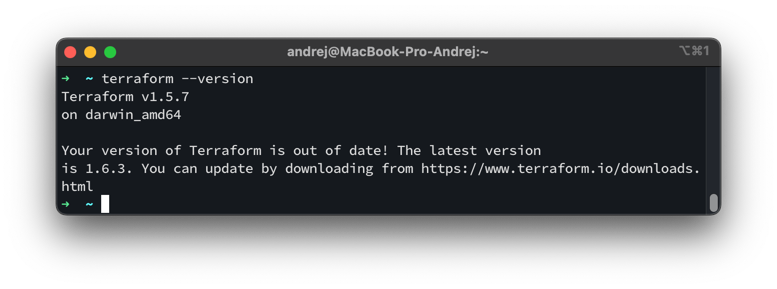 andrej@MacBook-Pro-Andrej:~
⌥⌘1
➜ ~ terraform --version
Terraform v1.5.7
on darwin_amd64
Your version of Terraform is out of date! The latest version
is 1.6.3. You can update by downloading from https://www.terraform.io/downloads.
html
➜ ~